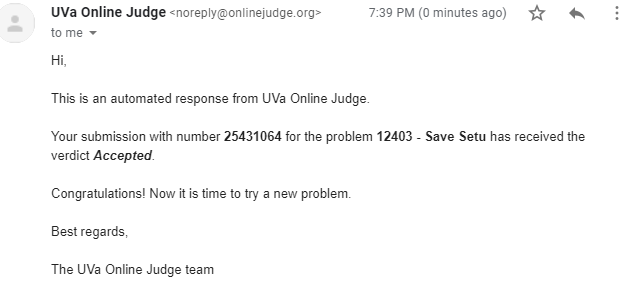 UVa Online Judge <noreply@onlinejudge.org> 7:39 PM (0 minutes ago)
to me
Hi,
This is an automated response from UVa Online Judge.
Your submission with number 25431064 for the problem 12403 - Save Setu has received the
verdict Accepted.
Congratulations! Now it is time to try a new problem.
Best regards,
The UVa Online Judge team